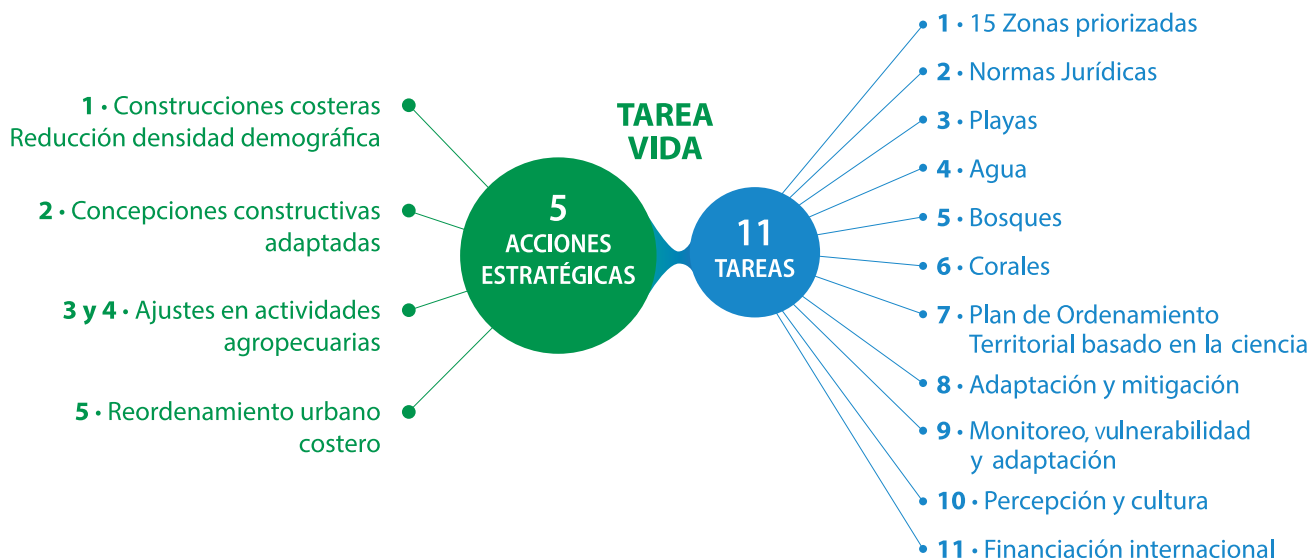 TAREA
VIDA
5
ACCIONES
ESTRATÉGICAS
1 · Construcciones costeras
Reducción densidad demográfica
2 · Concepciones constructivas
adaptadas
3 y 4 · Ajustes en actividades
agropecuarias
5 · Reordenamiento urbano
costero
11
TAREAS
1 · 15 Zonas priorizadas
2 · Normas Jurídicas
3 · Playas
4 · Agua
5 · Bosques
6 · Corales
7 · Plan de Ordenamiento
Territorial basado en la ciencia
8 · Adaptación y mitigación
9 · Monitoreo, vulnerabilidad
y adaptación
10 · Percepción y cultura
11 · Financiación internacional